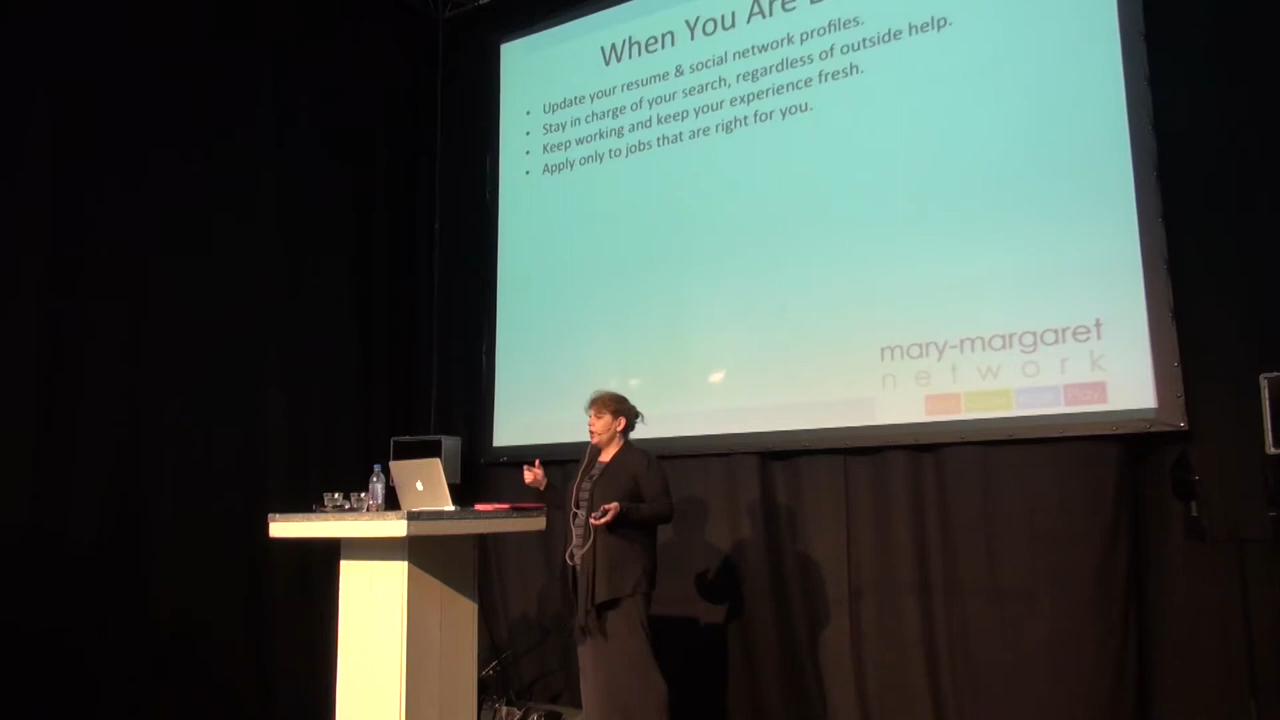 When You Are
• Update your resume & social network profiles.
• Stay in charge of your search, regardless of outside help.
• Keep working and keep your experience fresh.
• Apply only to jobs that are right for you.
mary-margaret
network
Play